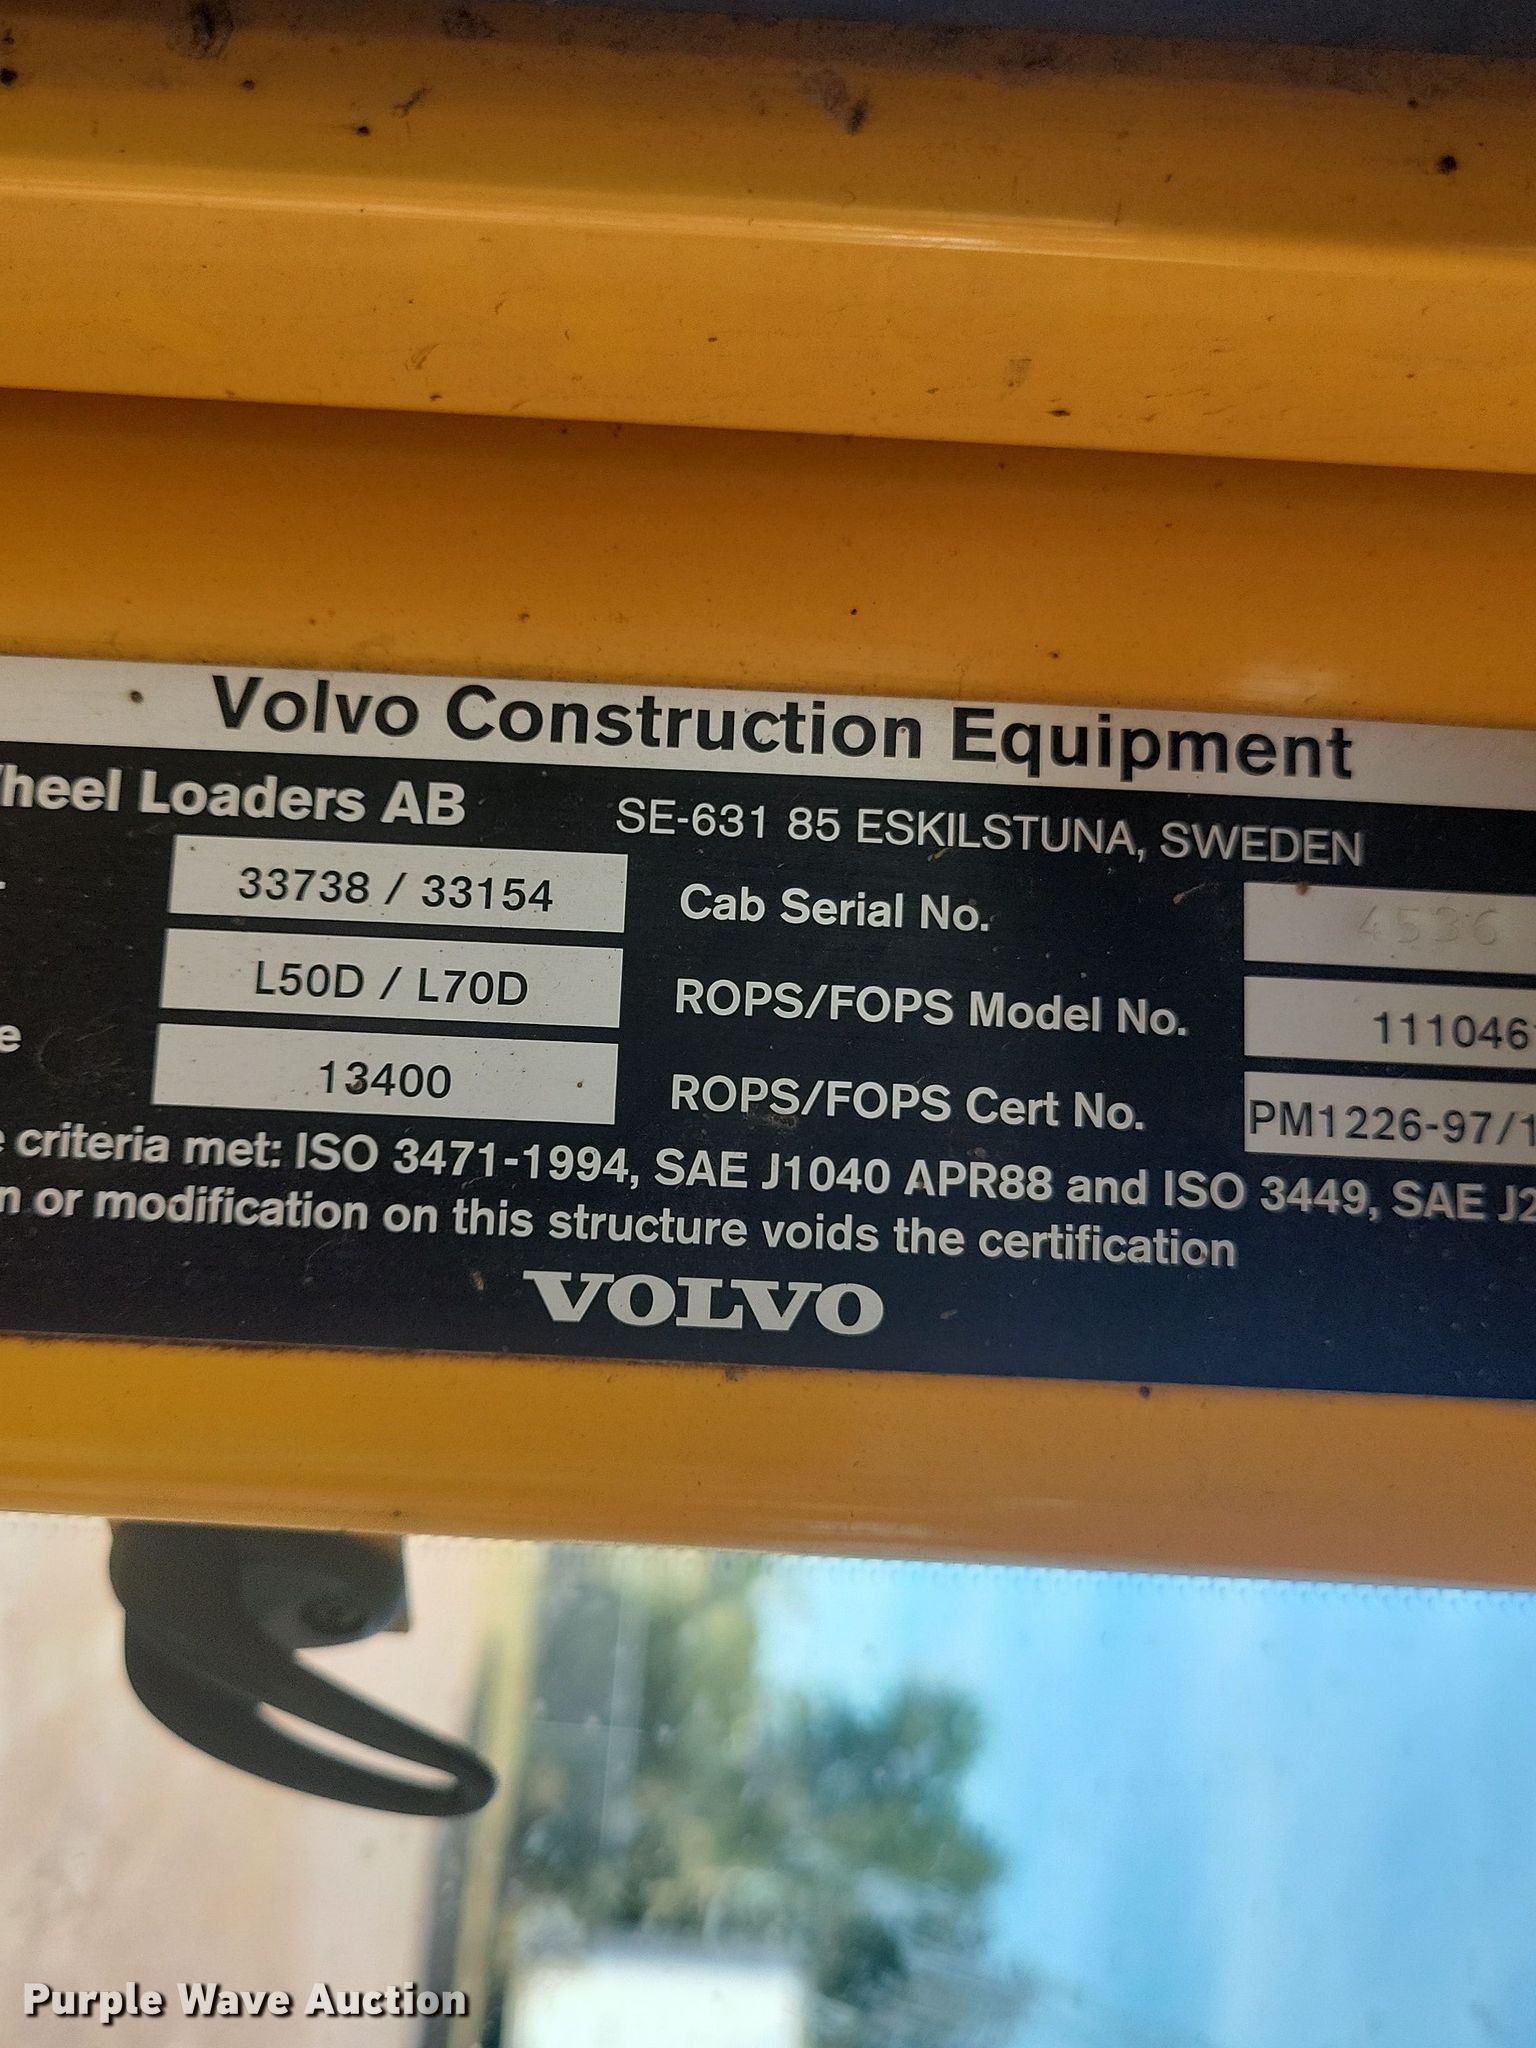 Volvo Construction Equipment
Wheel Loaders AB SE-631 85 ESKILSTUNA, SWEDEN
33738 / 33154 Cab Serial No. 4536
L50D / L70D ROPS/FOPS Model No. 111046
13400 ROPS/FOPS Cert No. PM1226-97/1
criteria met: ISO 3471-1994, SAE J1040 APR88 and ISO 3449, SAE J2
or modification on this structure voids the certification
VOLVO
Purple Wave Auction